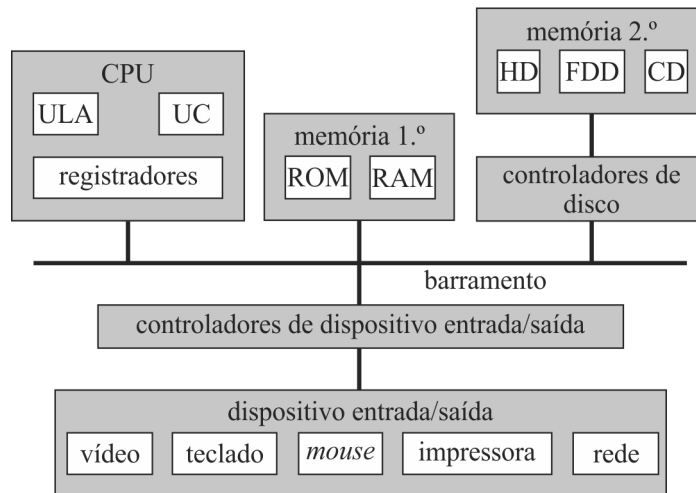 CPU
ULA UC
registradores
memória 1.º
ROM RAM
memória 2.º
HD FDD CD
controladores de
disco
barramento
controladores de dispositivo entrada/saída
dispositivo entrada/saída
vídeo teclado mouse impressora rede